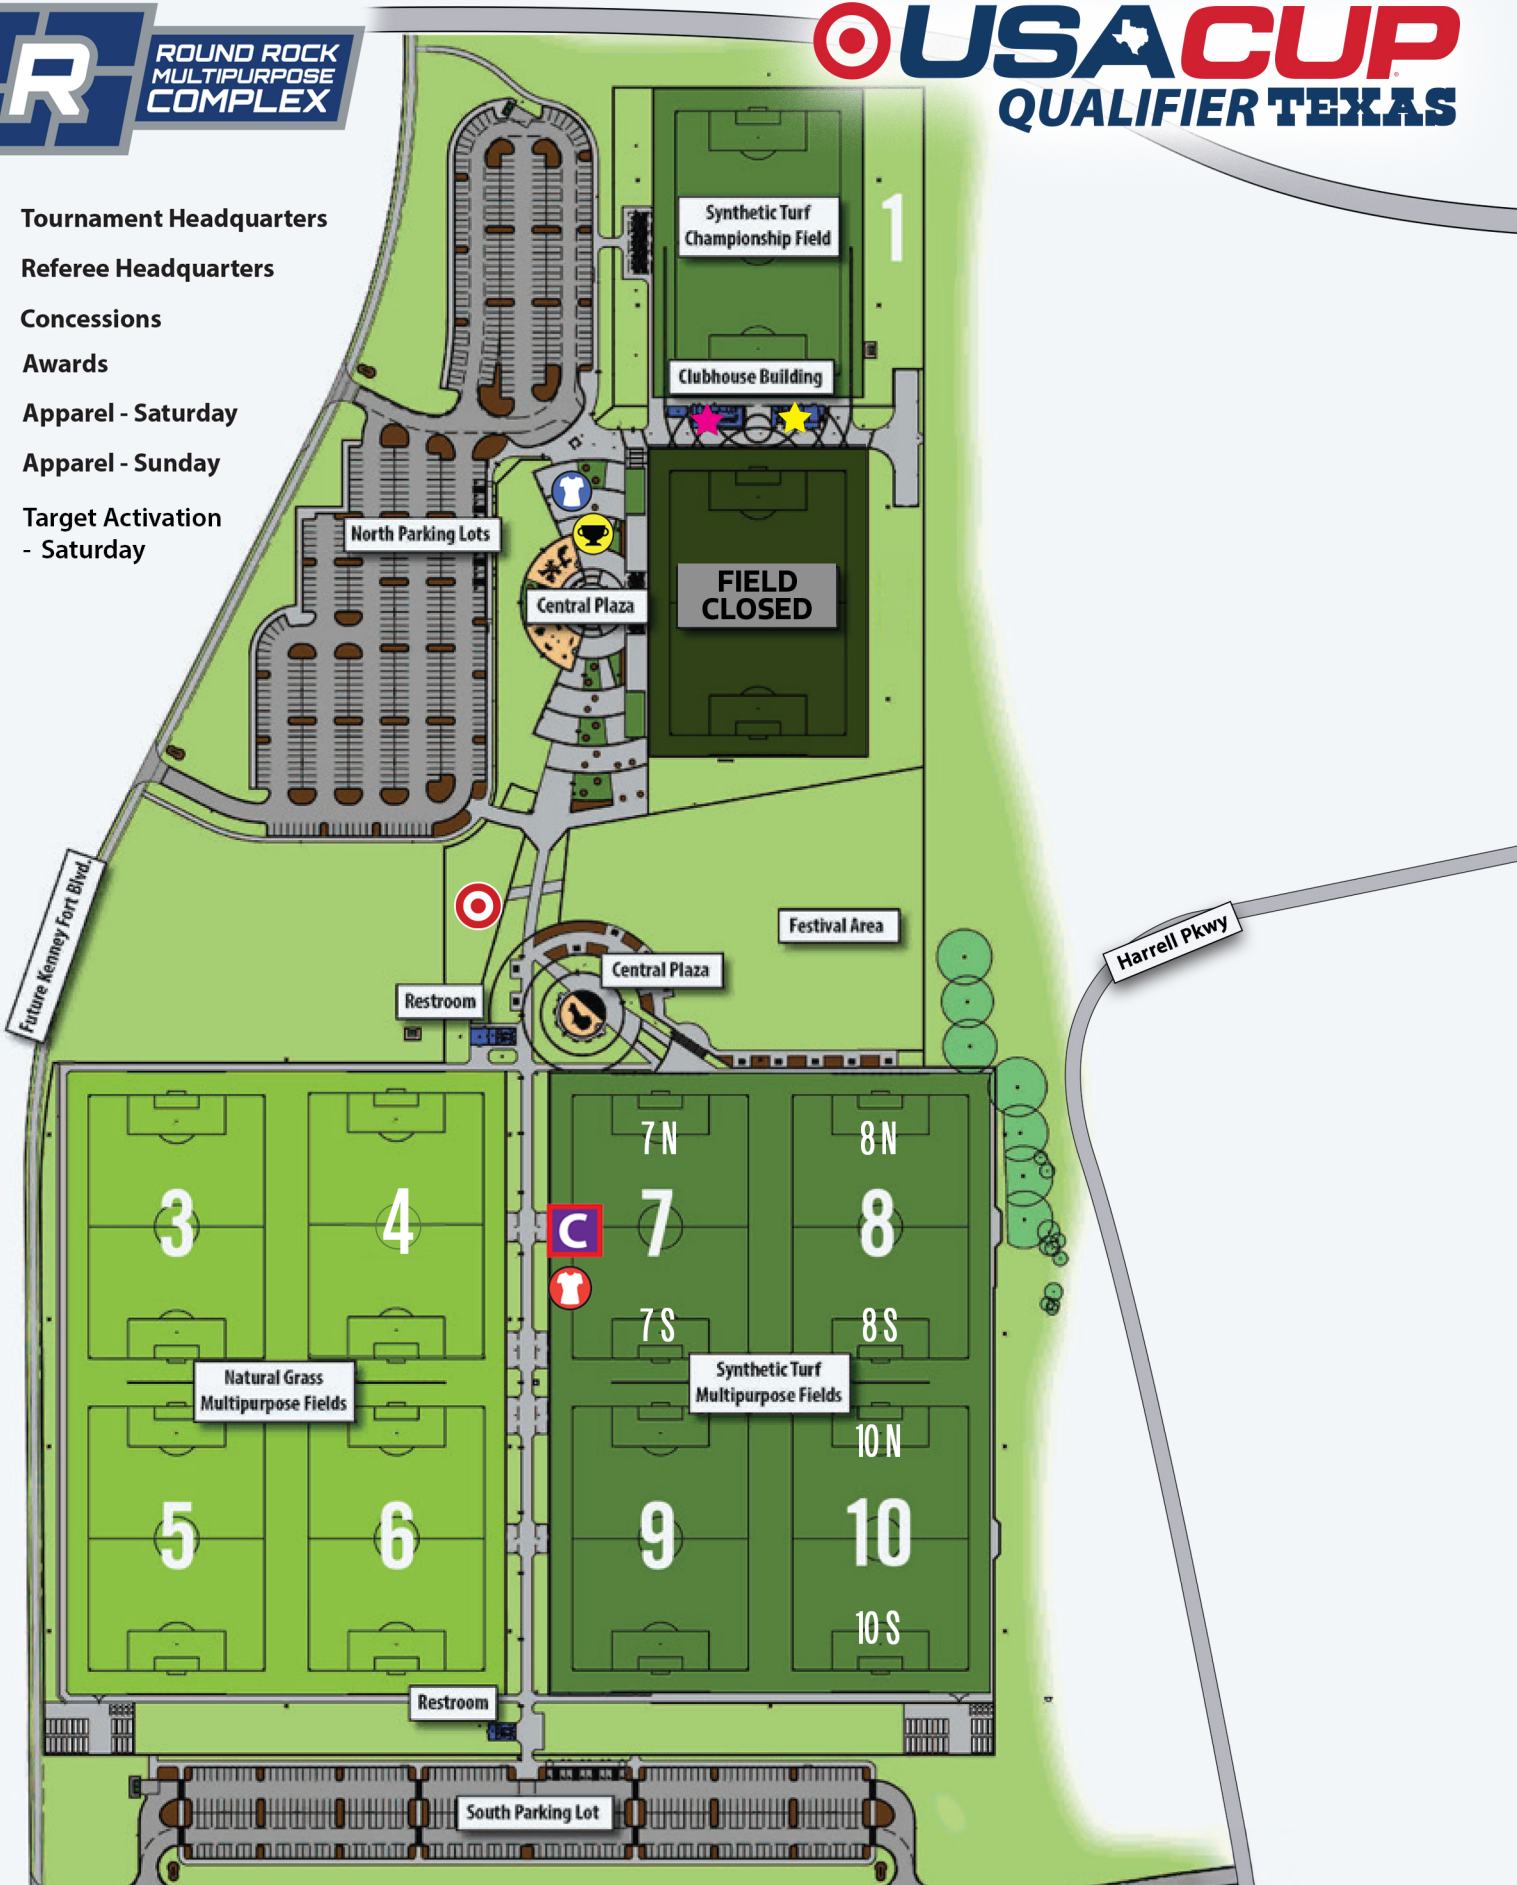 R
ROUND ROCK
MULTIPURPOSE
COMPLEX
USA CUP
QUALIFIER TEXAS
Tournament Headquarters
Referee Headquarters
Concessions
Awards
Apparel - Saturday
Apparel - Sunday
Target Activation
- Saturday
Synthetic Turf
Championship Field
1
Clubhouse Building
North Parking Lots
Central Plaza
FIELD
CLOSED
Future Kenney Fort Blvd.
Festival Area
Harrell Pkwy
Central Plaza
Restroom
7 N
8 N
3
4
C
7
8
7 S
8 S
Natural Grass
Multipurpose Fields
Synthetic Turf
Multipurpose Fields
10 N
5
6
9
10
10 S
Restroom
South Parking Lot